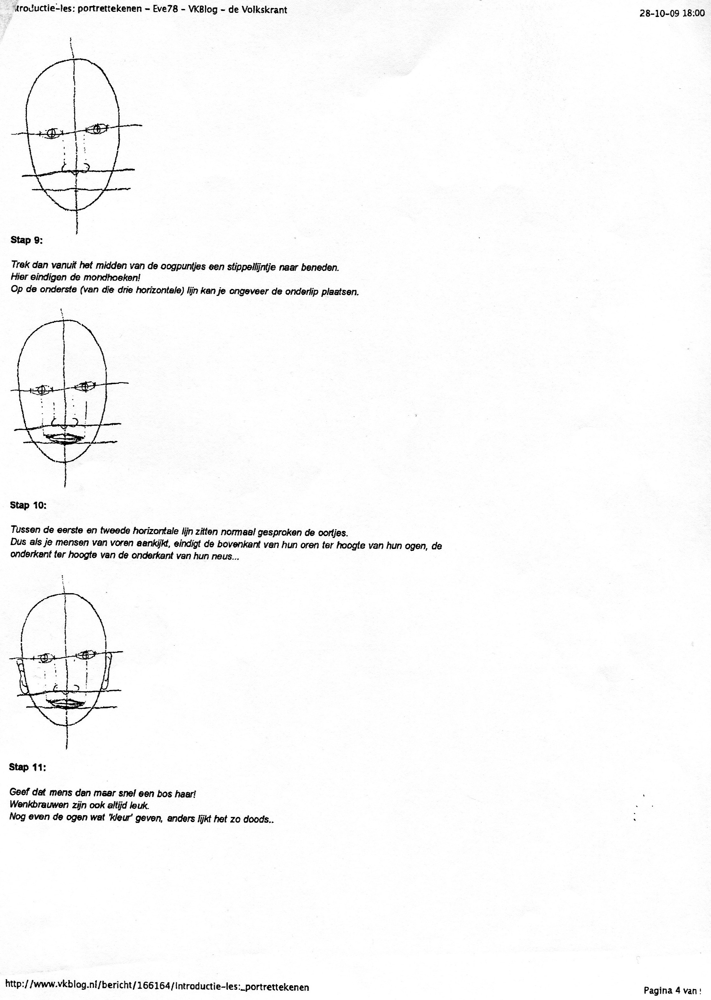 troductie-les: portrettekenen – Eve78 – VKBlog – de Volkskrant
28-10-09 18:00
Stap 9:
Trek dan vanuit het midden van de oogpuntjes een stippellijntje naar beneden.
Hier eindigen de mondhoeken!
Op de onderste (van die drie horizontale) lijn kan je ongeveer de onderlip plaatsen.
Stap 10:
Tussen de eerste en tweede horizontale lijn zitten normaal gesproken de oortjes.
Dus als je mensen van voren aankijkt, eindigt de bovenkant van hun oren ter hoogte van hun ogen, de
onderkant ter hoogte van de onderkant van hun neus...
Stap 11:
Geef dat mens dan maar snel een bos haar!
Wenkbrauwen zijn ook altijd leuk.
Nog even de ogen wat 'kleur' geven, anders lijkt het zo doods..
http://www.vkblog.nl/bericht/166164/Introductie-les:_portrettekenen
Pagina 4 van